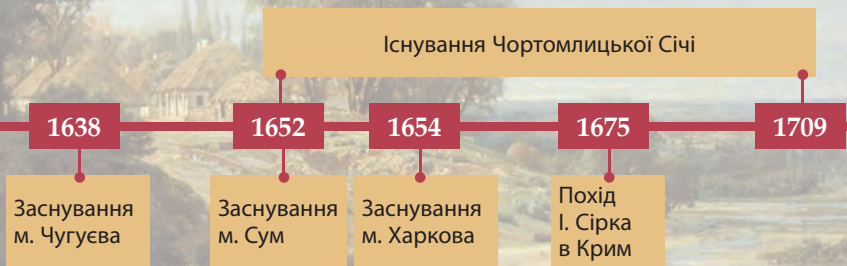 Існування Чортомлицької Січі
1638
1652
1654
1675
1709
Заснування
м. Чугуєва
Заснування
м. Сум
Заснування
м. Харкова
Похід
І. Сірка
в Крим